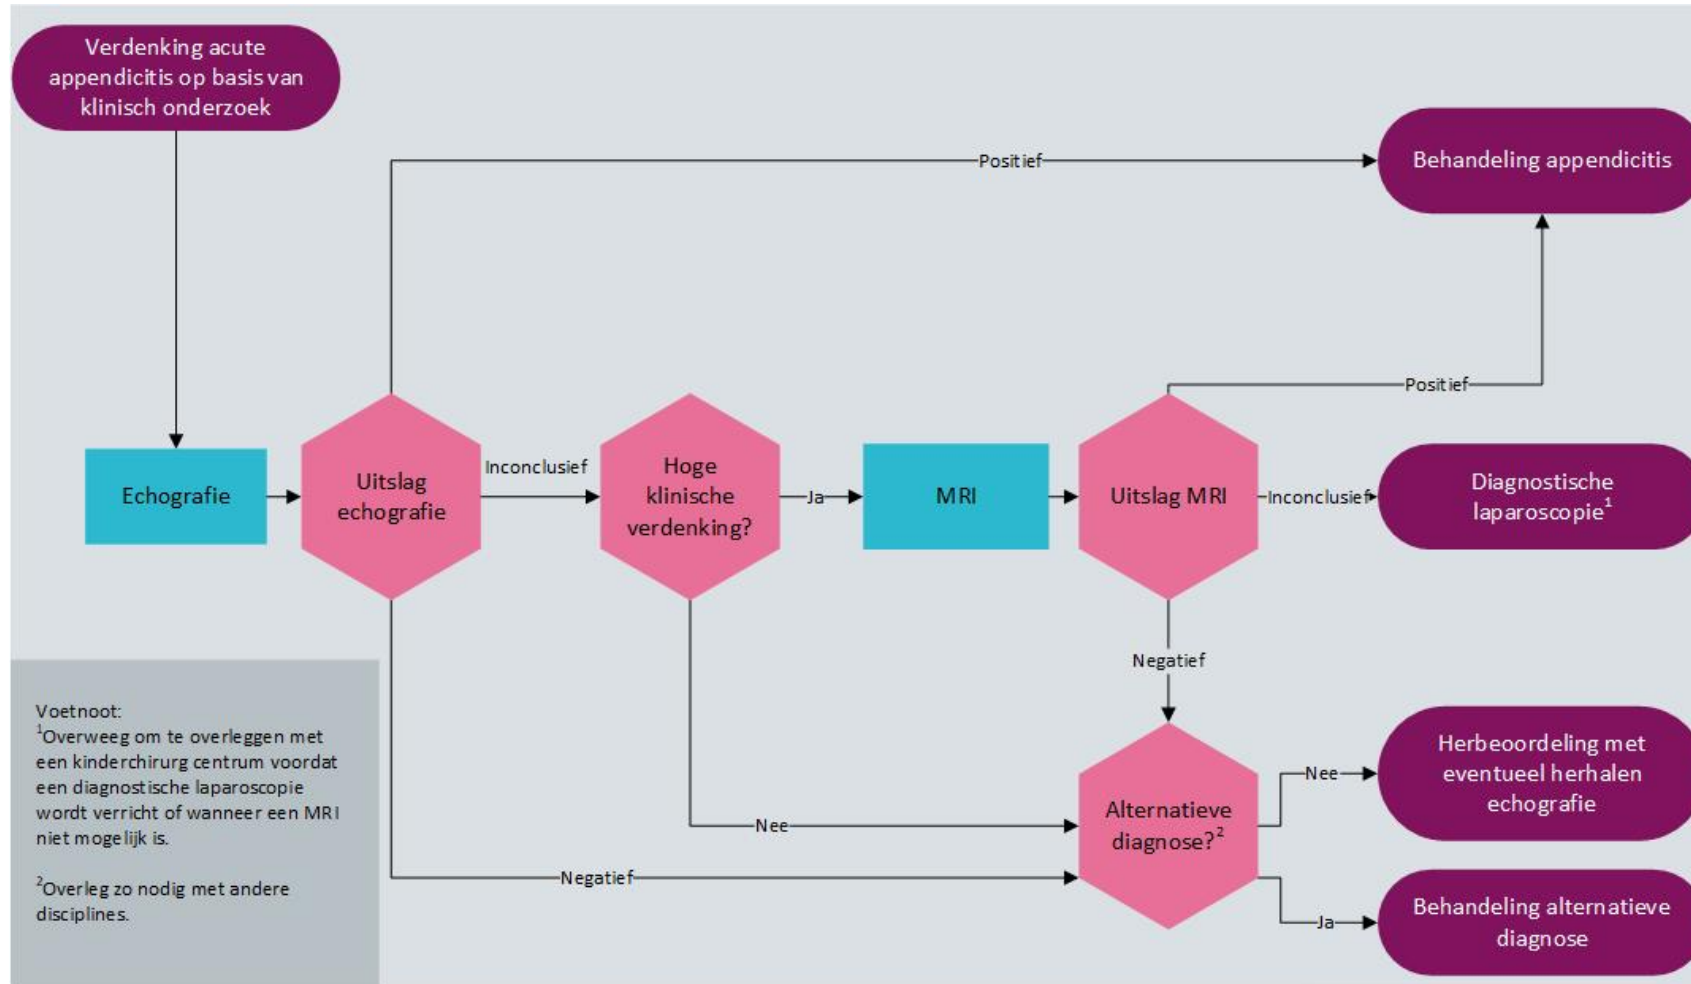 Verdenking acute
appendicitis op basis van
klinisch onderzoek
Positief
Behandeling appendicitis
Positief
Echografie
Uitslag
echografie
Inconclusief
Hoge
klinische
verdenking?
Ja
MRI
Uitslag MRI
Inconclusief
Diagnostische
laparoscopie1
Negatief
Nee
Negatief
Alternatieve
diagnose?2
Nee
Herbeoordeling met
eventueel herhalen
echografie
Ja
Behandeling alternatieve
diagnose
Voetnoot:
1Overweeg om te overleggen met
een kinderchirurg centrum voordat
een diagnostische laparoscopie
wordt verricht of wanneer een MRI
niet mogelijk is.
2Overleg zo nodig met andere
disciplines.